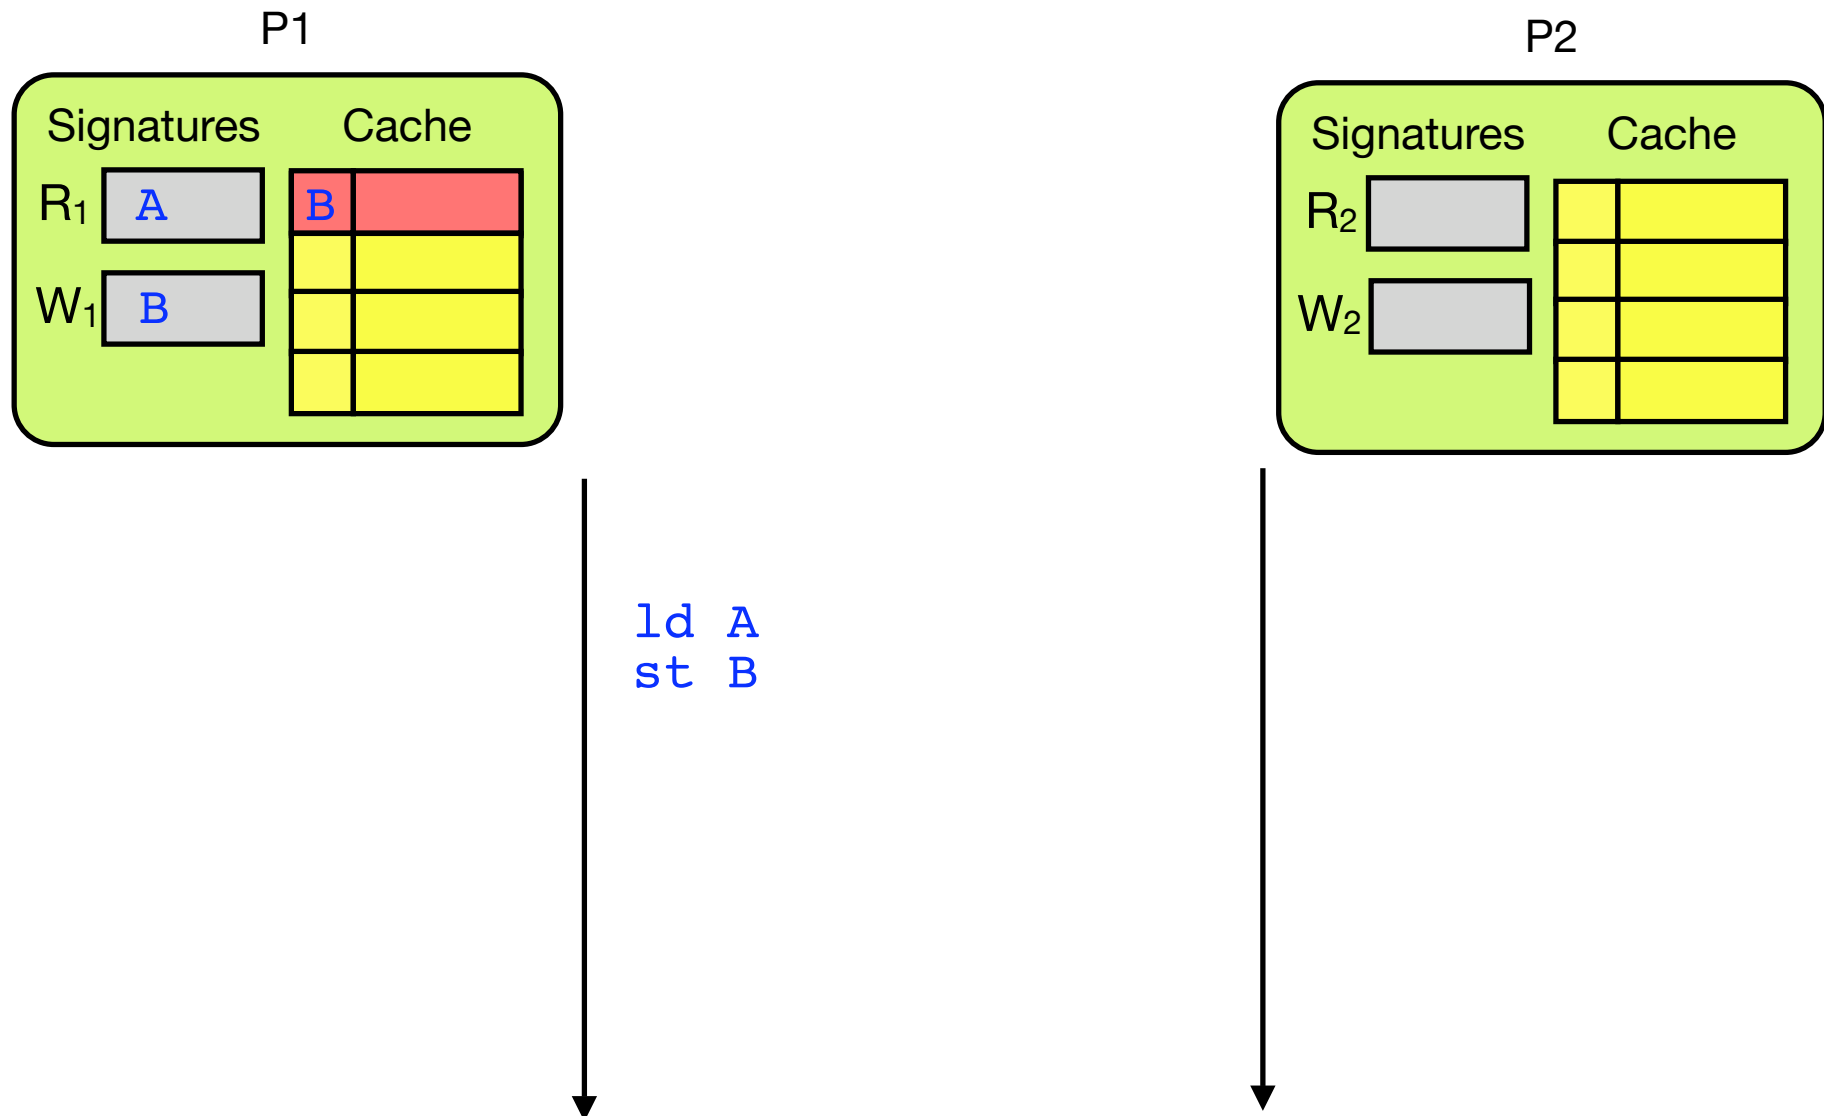 P1
Signatures Cache
R1 A B
W1 B
P2
Signatures Cache
R2
W2
ld A
st B